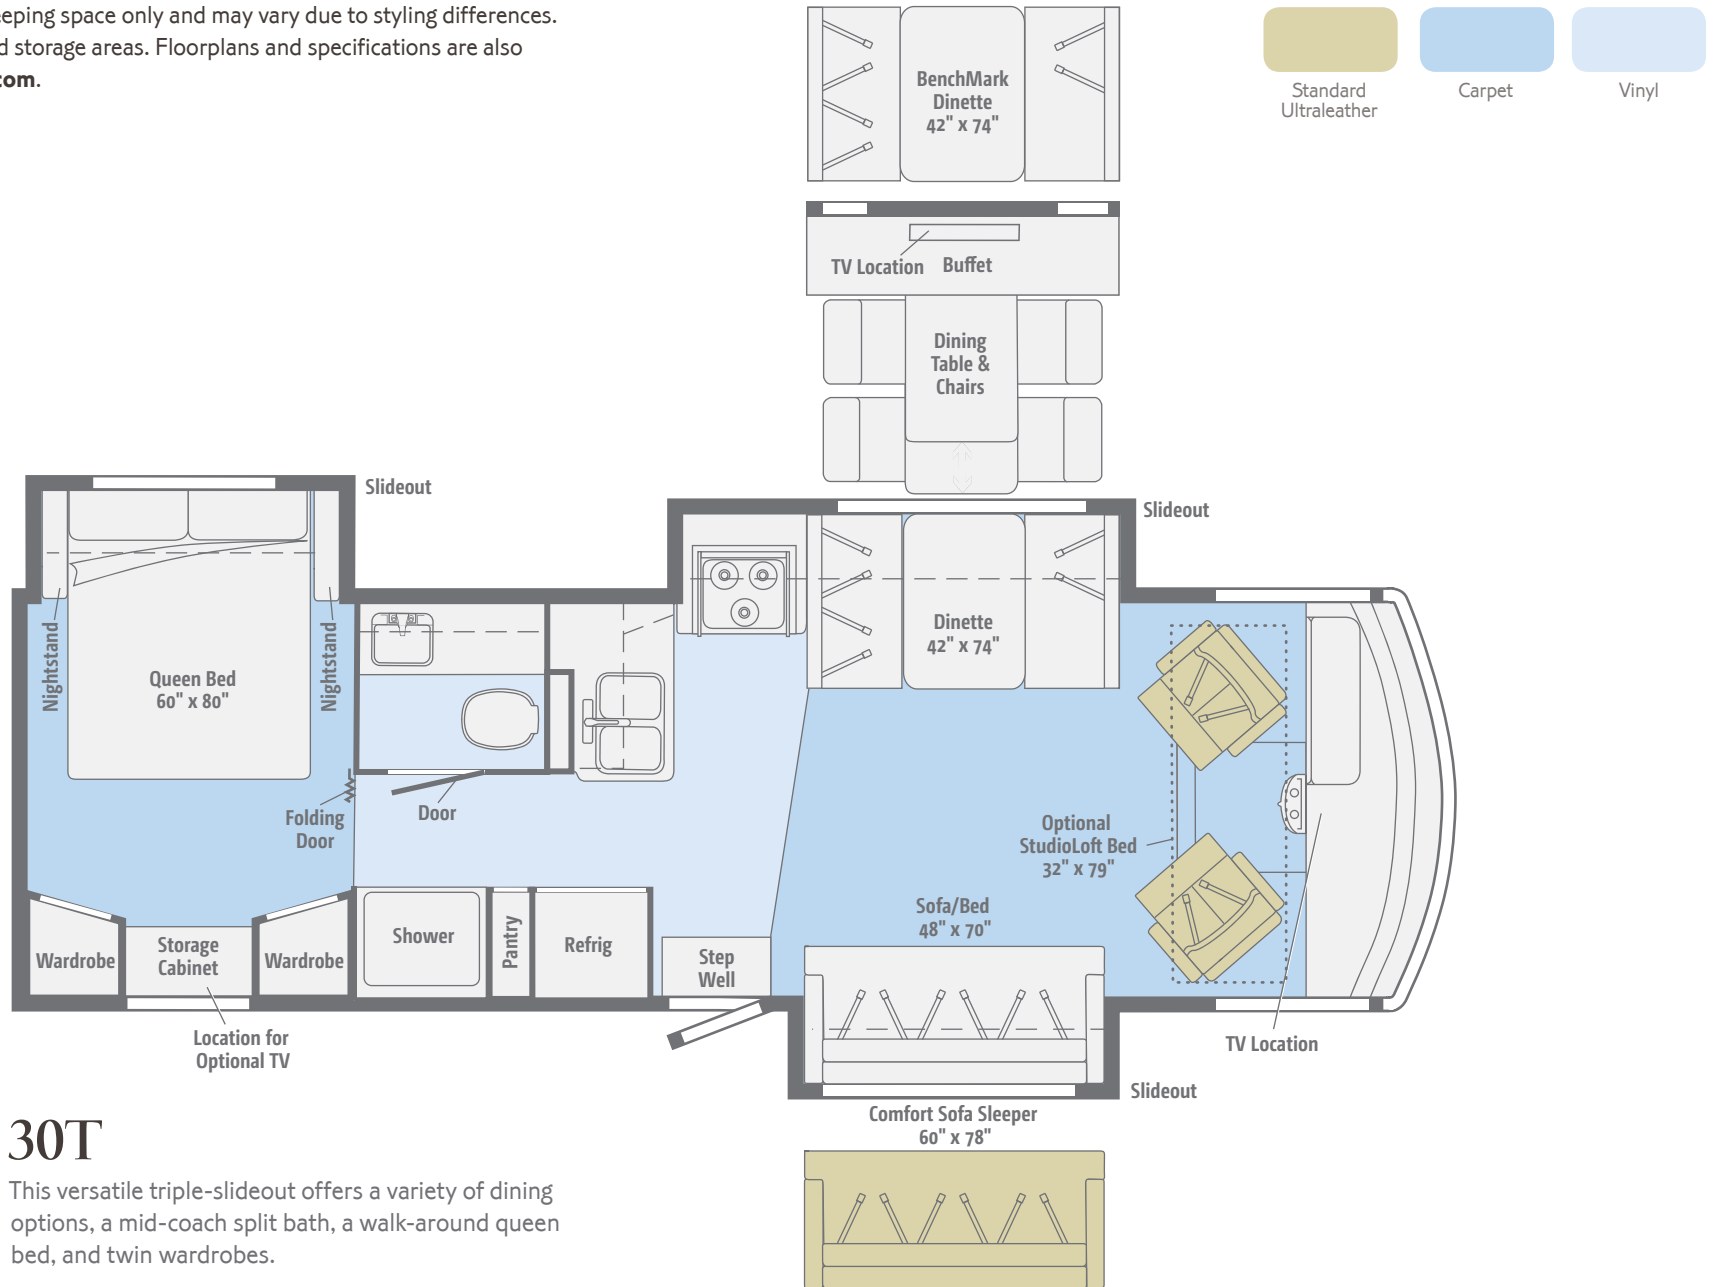 eeping space only and may vary due to styling differences.
d storage areas. Floorplans and specifications are also
com.
Standard
Ultraleather
Carpet
Vinyl
BenchMark
Dinette
42" x 74"
TV Location
Buffet
Dining
Table &
Chairs
Slideout
Slideout
Nightstand
Queen Bed
60" x 80"
Nightstand
Dinette
42" x 74"
Folding
Door
Door
Optional
StudioLoft Bed
32" x 79"
Sofa/Bed
48" x 70"
Wardrobe
Storage
Cabinet
Wardrobe
Shower
Pantry
Refrig
Step
Well
Location for
Optional TV
TV Location
Slideout
Comfort Sofa Sleeper
60" x 78"
30T
This versatile triple-slideout offers a variety of dining
options, a mid-coach split bath, a walk-around queen
bed, and twin wardrobes.